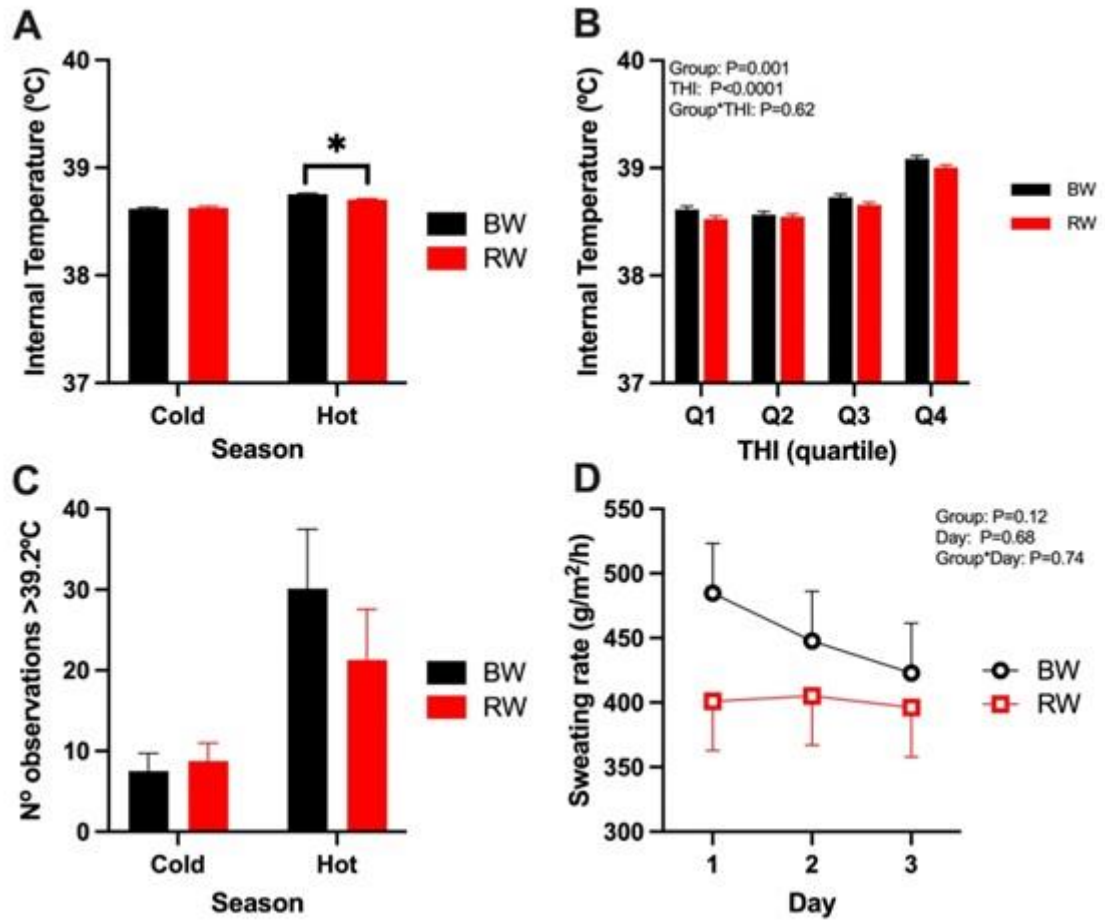 A
Internal Temperature (ºC)
40
39
38
37
*
Cold
Hot
Season
BW
RW
B
Internal Temperature (ºC)
40
39
38
37
Group: P=0.001
THI: P<0.0001
Group*THI: P=0.62
Q1
Q2
Q3
Q4
THI (quartile)
BW
RW
C
Nº observations >39.2ºC
40
30
20
10
0
Cold
Hot
Season
BW
RW
D
Sweating rate (g/m²/h)
550
500
450
400
350
300
Group: P=0.12
Day: P=0.68
Group*Day: P=0.74
1
2
3
Day
BW
RW